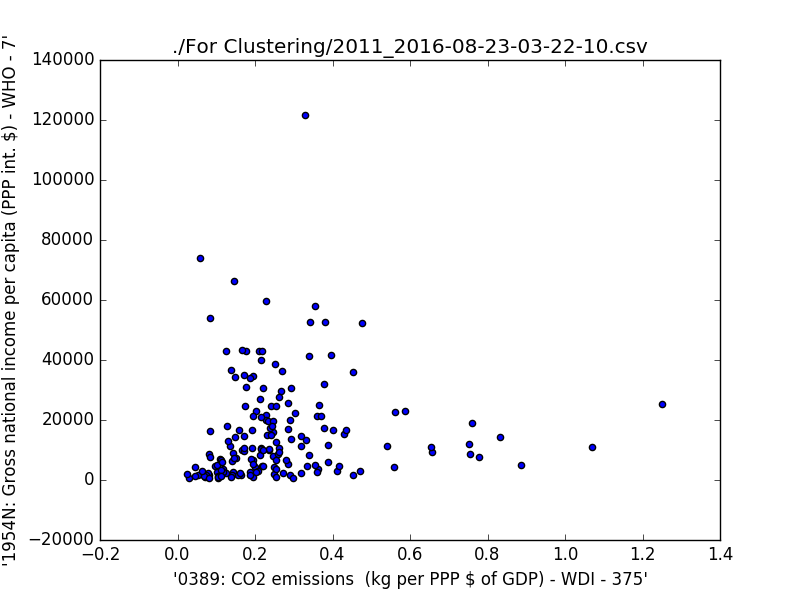 ./For Clustering/2011_2016-08-23-03-22-10.csv
'1954N: Gross national income per capita (PPP int. $) - WHO - 7'
140000
120000
100000
80000
60000
40000
20000
0
−20000
−0.2 0.0 0.2 0.4 0.6 0.8 1.0 1.2 1.4
'0389: CO2 emissions  (kg per PPP $ of GDP) - WDI - 375'